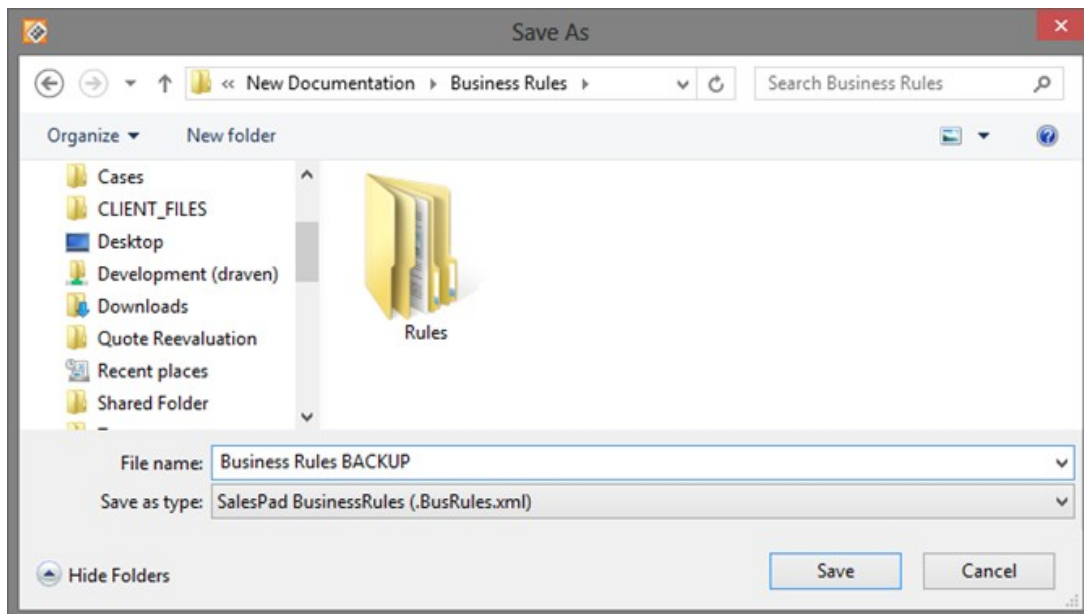 Save As
« New Documentation Business Rules
Search Business Rules
Organize
New folder
Cases
CLIENT_FILES
Desktop
Development (draven)
Downloads
Quote Reevaluation
Recent places
Shared Folder
Rules
File name: Business Rules BACKUP
Save as type: SalesPad BusinessRules (.BusRules.xml)
Hide Folders
Save
Cancel